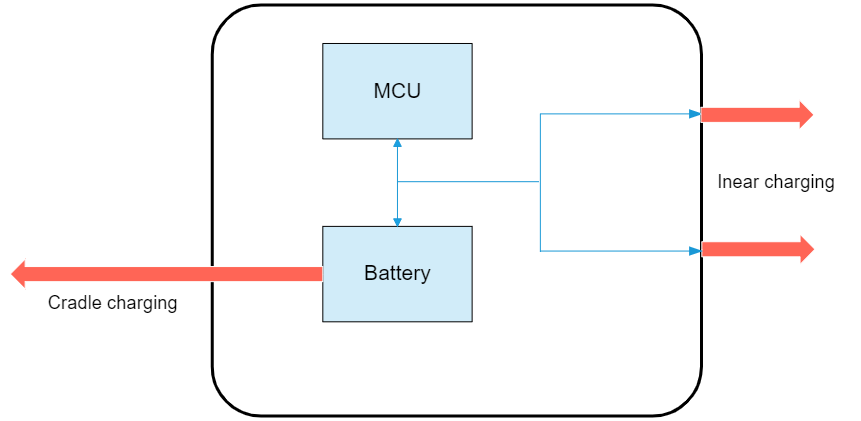 MCU
Inear charging
Battery
Cradle charging